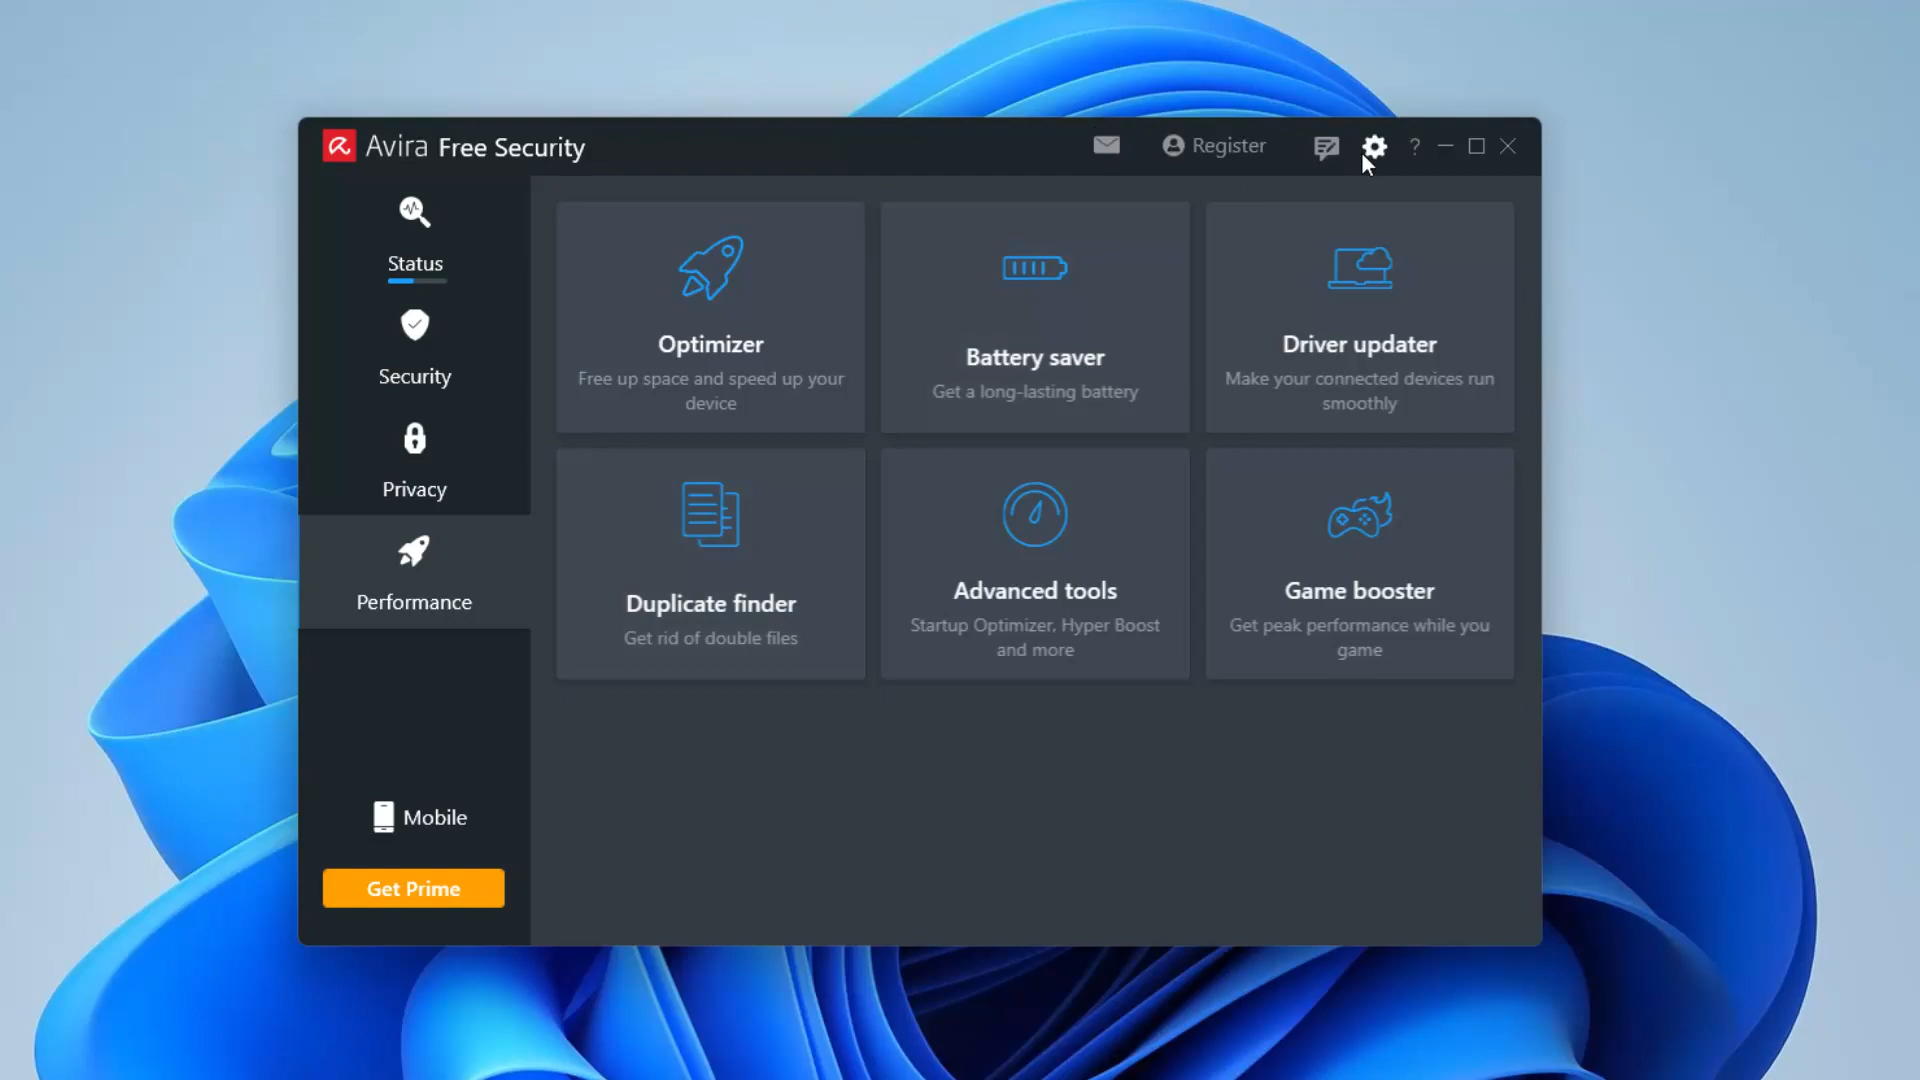 Avira Free Security
Register
?
Status
Security
Privacy
Performance
Mobile
Get Prime
Optimizer
Free up space and speed up your
device
Battery saver
Get a long-lasting battery
Driver updater
Make your connected devices run
smoothly
Duplicate finder
Get rid of double files
Advanced tools
Startup Optimizer, Hyper Boost
and more
Game booster
Get peak performance while you
game